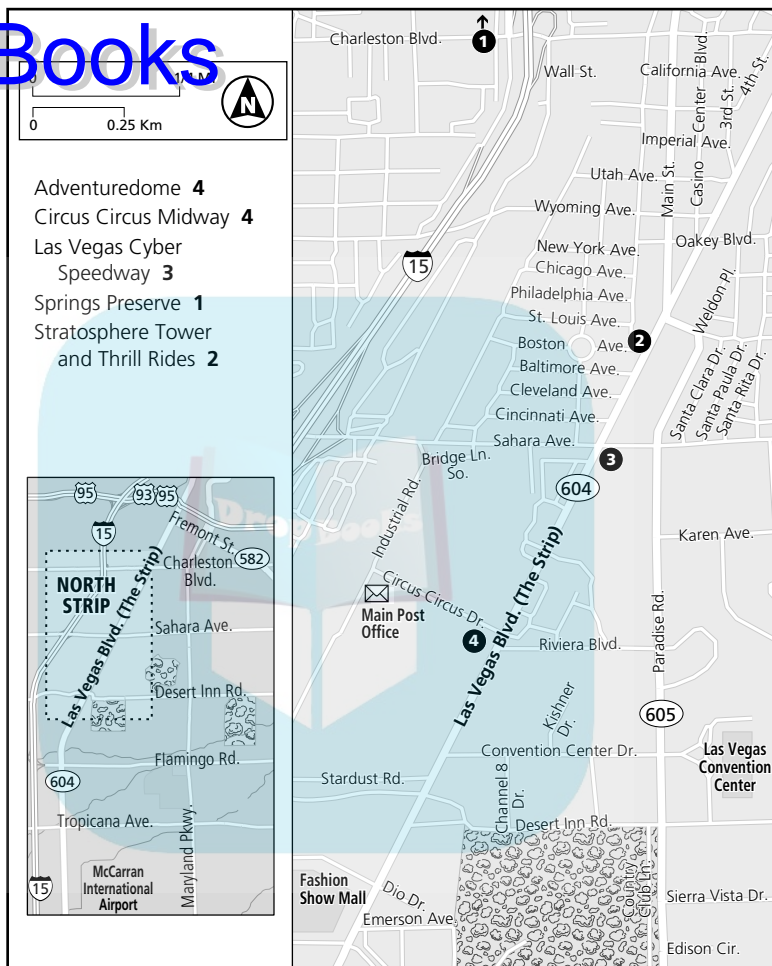 Books
0
0
0.25 Km
N
Adventuredome 4
Circus Circus Midway 4
Las Vegas Cyber
Speedway 3
Springs Preserve 1
Stratosphere Tower
and Thrill Rides 2
95
93
95
15
Fremont St.
582
Charleston
Blvd.
NORTH
STRIP
Las Vegas Blvd. (The Strip)
Sahara Ave.
Desert Inn Rd.
Flamingo Rd.
604
Tropicana Ave.
Maryland Pkwy.
McCarran
International
Airport
15
Charleston Blvd.
1
Wall St.
California Ave.
Casino Center Blvd.
3rd St.
4th St.
Imperial Ave.
Main St.
Utah Ave.
Wyoming Ave.
New York Ave.
Oakey Blvd.
15
Chicago Ave.
Philadelphia Ave.
Weldon Pl.
St. Louis Ave.
Boston Ave.
2
Baltimore Ave.
Cleveland Ave.
Santa Clara Dr.
Santa Paula Dr.
Santa Rita Dr.
Cincinnati Ave.
Sahara Ave.
Bridge Ln.
So.
3
604
Industrial Rd.
Drop Books
Karen Ave.
Circus Circus Dr.
Main Post
Office
Las Vegas Blvd. (The Strip)
4
Riviera Blvd.
Paradise Rd.
605
Kishner
Dr.
Convention Center Dr.
Las Vegas
Convention
Center
Stardust Rd.
Channel 8
Dr.
Desert Inn Rd.
Fashion
Show Mall
Dio Dr.
Emerson Ave.
Country
Club Ln.
Sierra Vista Dr.
Edison Cir.